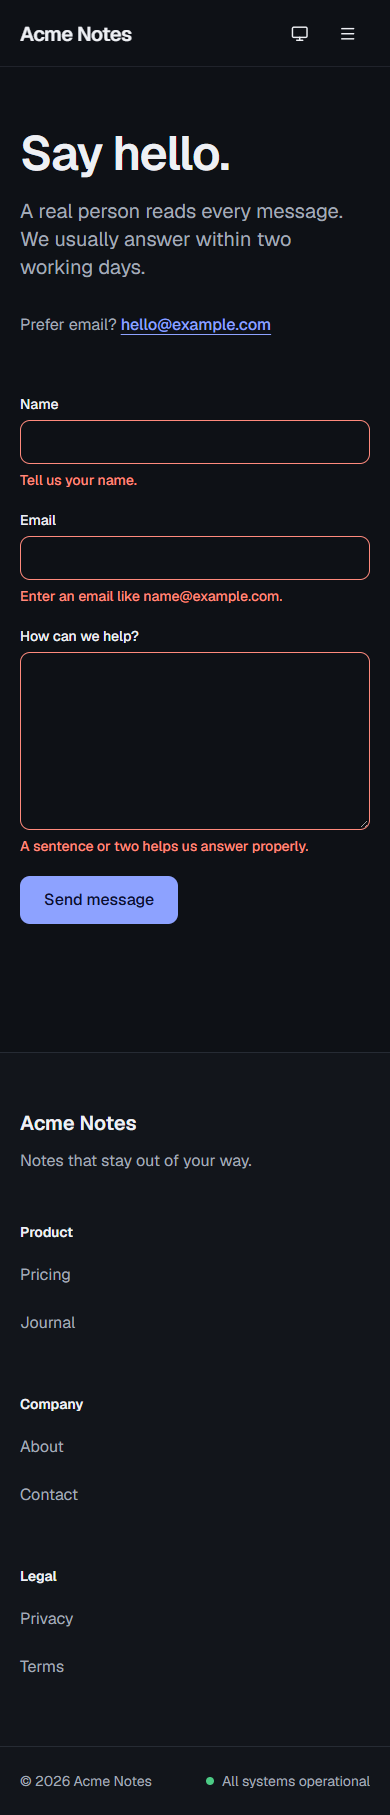 Acme Notes
Say hello.
A real person reads every message.
We usually answer within two
working days.
Prefer email? hello@example.com
Name
Tell us your name.
Email
Enter an email like name@example.com.
How can we help?
A sentence or two helps us answer properly.
Send message
Acme Notes
Notes that stay out of your way.
Product
Pricing
Journal
Company
About
Contact
Legal
Privacy
Terms
© 2026 Acme Notes
All systems operational